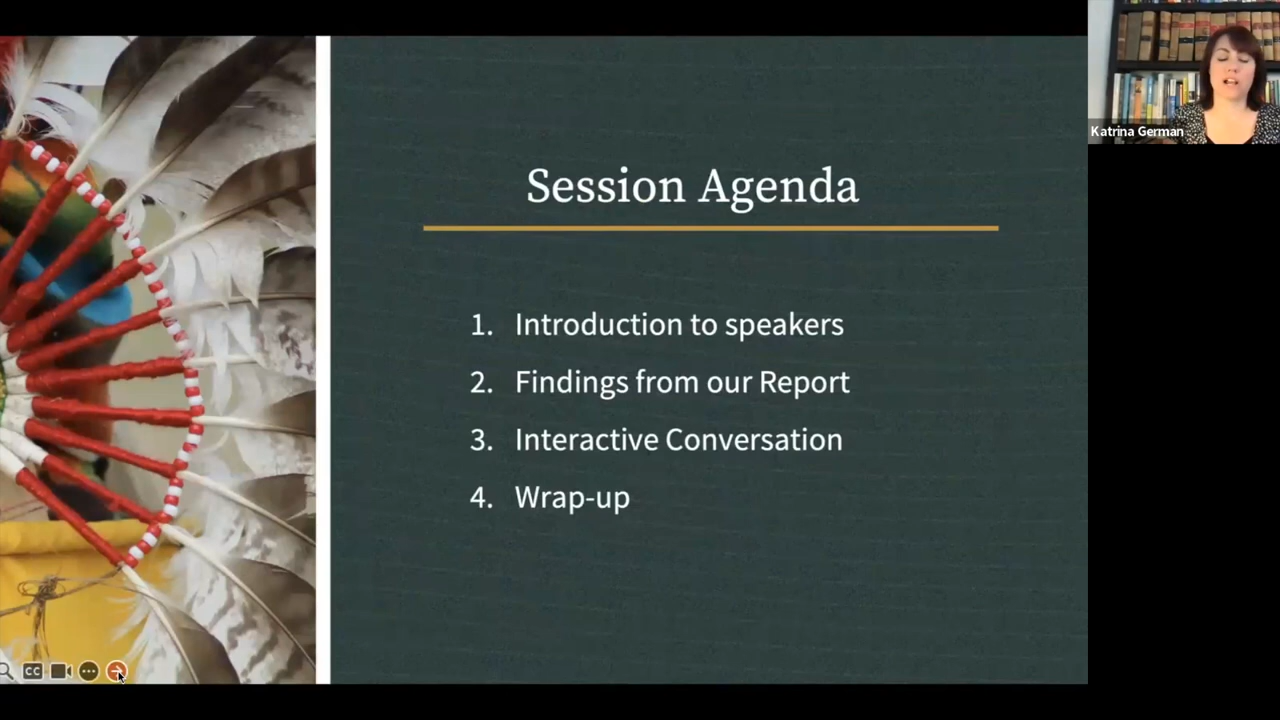 Session Agenda
1. Introduction to speakers
2. Findings from our Report
3. Interactive Conversation
4. Wrap-up
Katrina German
CC